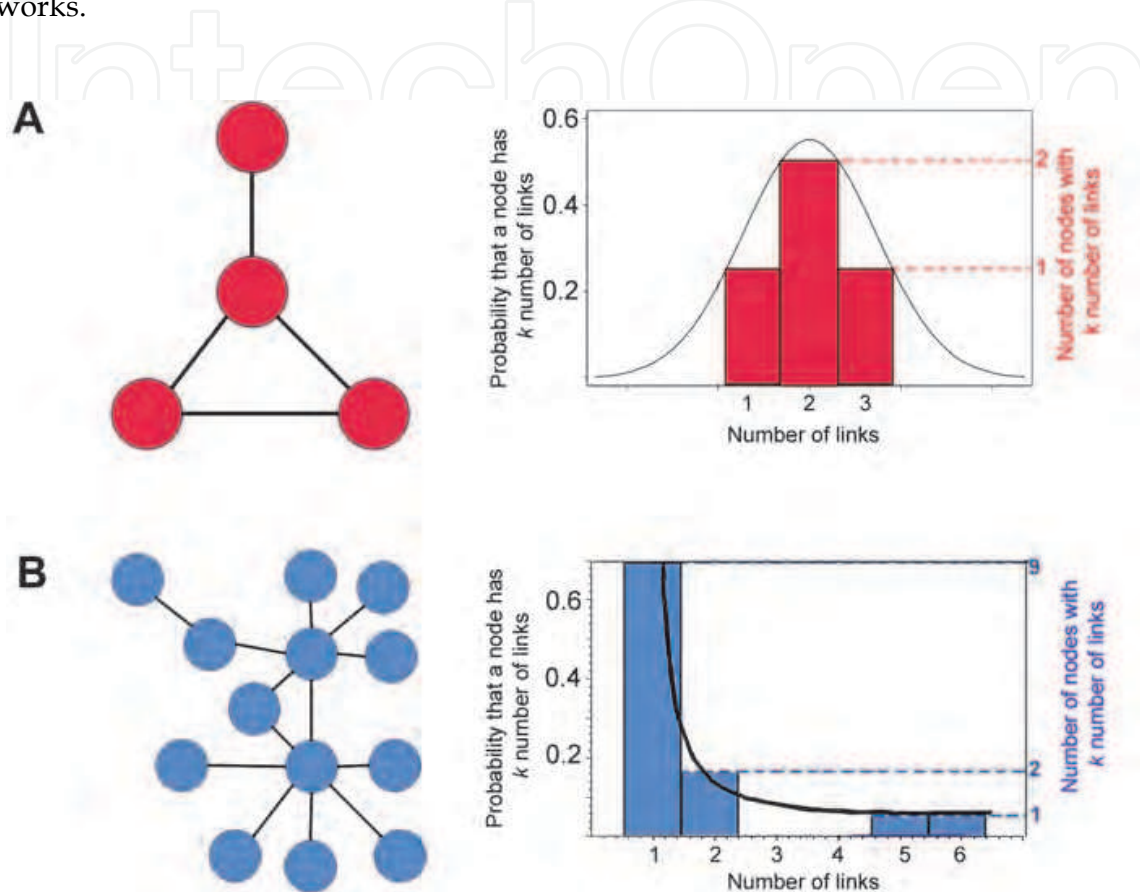 works.
IntechOpen
A
Probability that a node has
k number of links
0.6
0.4
0.2
1 2 3
Number of links
2
1
Number of nodes with
k number of links
B
Probability that a node has
k number of links
0.6
0.4
0.2
1 2 3 4 5 6
Number of links
9
2
1
Number of nodes with
k number of links